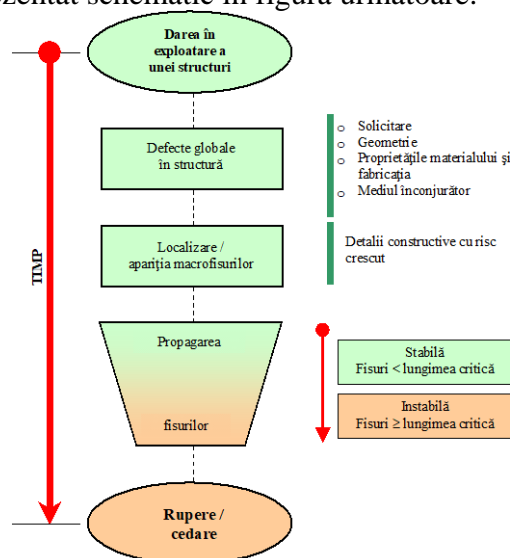 rezentat schematic în figura următoare:
Darea în
exploatare a
unei structuri
Defecte globale
în structură
o Solicitare
o Geometrie
o Proprietățile materialului și
fabricația
o Mediul înconjurător
Localizare /
apariția macrofisurilor
Detalii constructive cu risc
crescut
TIMP
Propagarea
fisurilor
Stabilă
Fisuri < lungimea critică
Instabilă
Fisuri ≥ lungimea critică
Rupere /
cedare